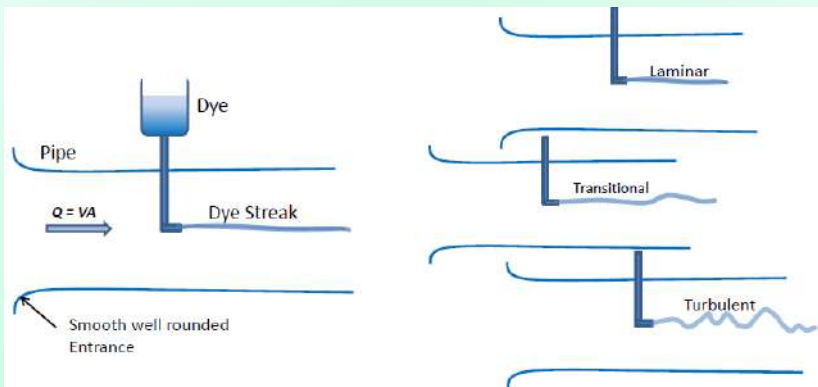 Dye
Pipe
Q = VA
Dye Streak
Smooth well rounded
Entrance
Laminar
Transitional
Turbulent